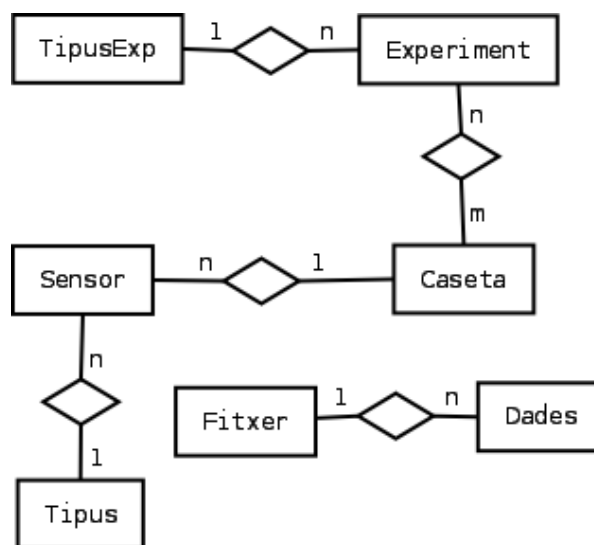 TipusExp 1 n Experiment
n
m
Sensor n 1 Caseta
n
Fitxer 1 n Dades
1
Tipus